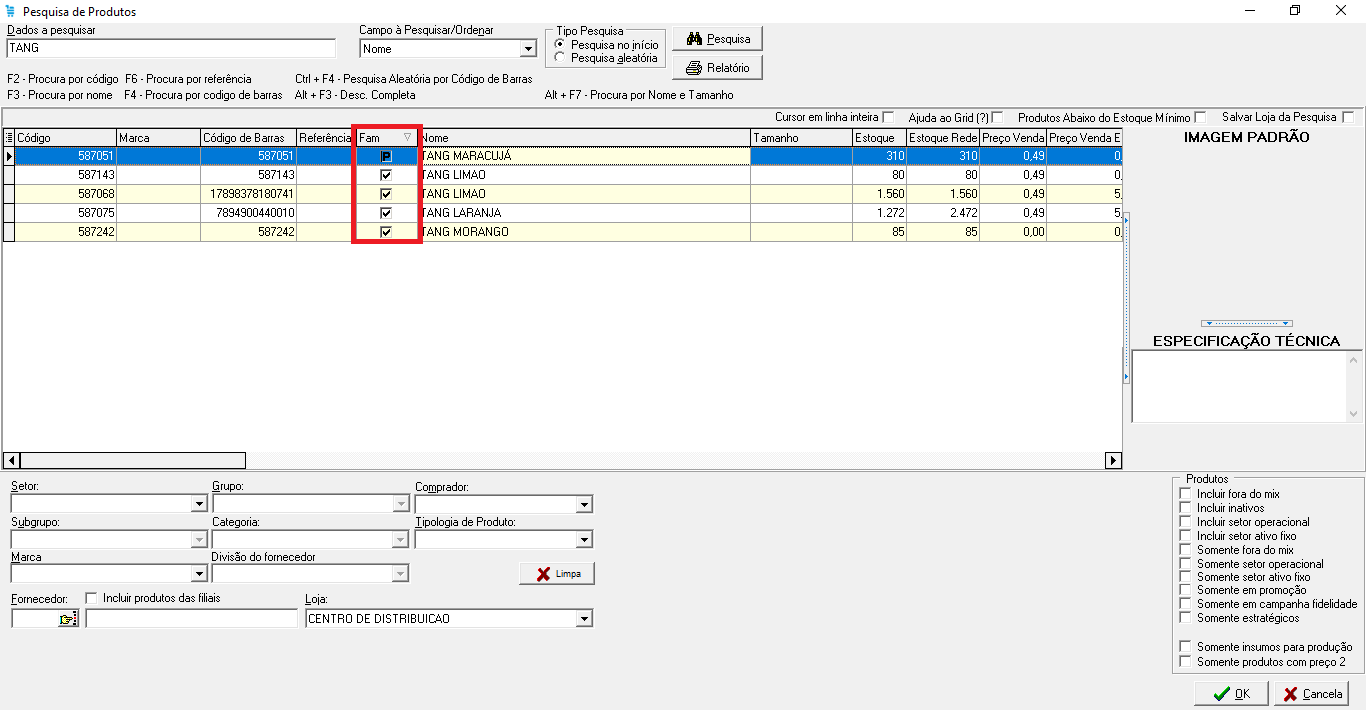 Pesquisa de Produtos
Dados a pesquisar
TANG
Campo à Pesquisar/Ordenar
Nome
Tipo Pesquisa
Pesquisa no início
Pesquisa aleatória
Pesquisa
Relatório
F2 - Procura por código F6 - Procura por referência Ctrl + F4 - Pesquisa Aleatória por Código de Barras
F3 - Procura por nome F4 - Procura por codigo de barras Alt + F3 - Desc. Completa Alt + F7 - Procura por Nome e Tamanho
Cursor em linha inteira Ajuda ao Grid (?) Produtos Abaixo do Estoque Mínimo Salvar Loja da Pesquisa
Código Marca Código de Barras Referência Fam Nome Tamanho Estoque Estoque Rede Preço Venda Preço Venda E
587051 587051 P TANG MARACUJÁ 310 310 0,49 0,
587143 587143 TANG LIMAO 80 80 0,49 0,
587068 17898378180741 TANG LIMAO 1.560 1.560 0,49 5,
587075 7894900440010 TANG LARANJA 1.272 2.472 0,49 5,
587242 587242 TANG MORANGO 85 85 0,00 0,
IMAGEM PADRÃO
ESPECIFICAÇÃO TÉCNICA
Setor: Grupo: Comprador:
Subgrupo: Categoria: Tipologia de Produto:
Marca Divisão do fornecedor
Limpa
Fornecedor: Incluir produtos das filiais Loja:
CENTRO DE DISTRIBUICAO
Produtos
Incluir fora do mix
Incluir inativos
Incluir setor operacional
Incluir setor ativo fixo
Somente fora do mix
Somente setor operacional
Somente setor ativo fixo
Somente em promoção
Somente em campanha fidelidade
Somente estratégicos
Somente insumos para produção
Somente produtos com preço 2
OK Cancela